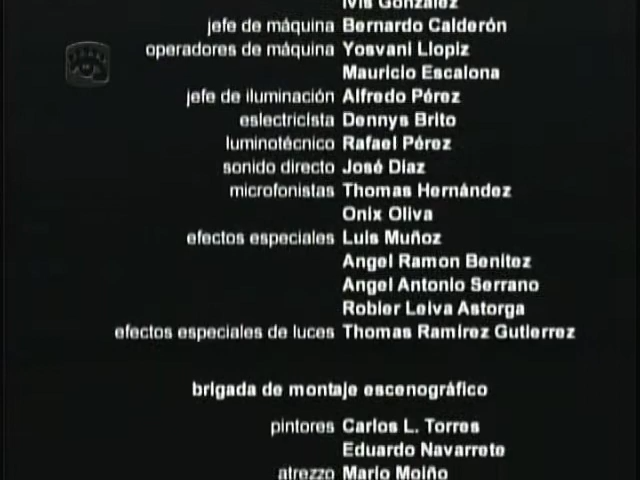 Ivis González
jefe de máquina Bernardo Calderón
operadores de máquina Yosvani Llopiz
Mauricio Escalona
jefe de iluminación Alfredo Pérez
eslectricista Dennys Brito
luminotécnico Rafael Pérez
sonido directo José Diaz
microfonistas Thomas Hernández
Onix Oliva
efectos especiales Luis Muñoz
Angel Ramon Benitez
Angel Antonio Serrano
Robier Leiva Astorga
efectos especiales de luces Thomas Ramirez Gutierrez
brigada de montaje escenográfico
pintores Carlos L. Torres
Eduardo Navarrete
atrezzo Mario Moiño